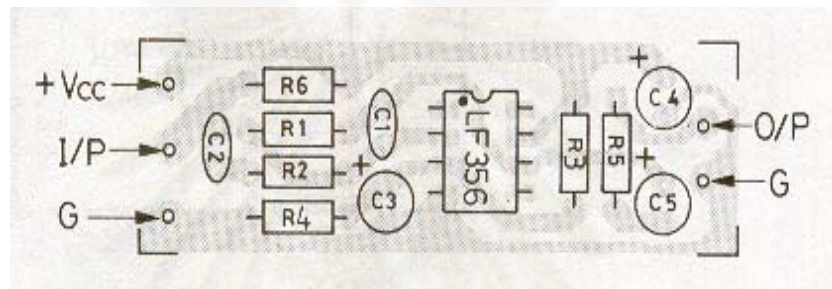 + Vcc
I/P
G
R6
R1
R2
R4
C2
C1
+
C3
LF356
R3
R5
+
C4
+
C5
O/P
G